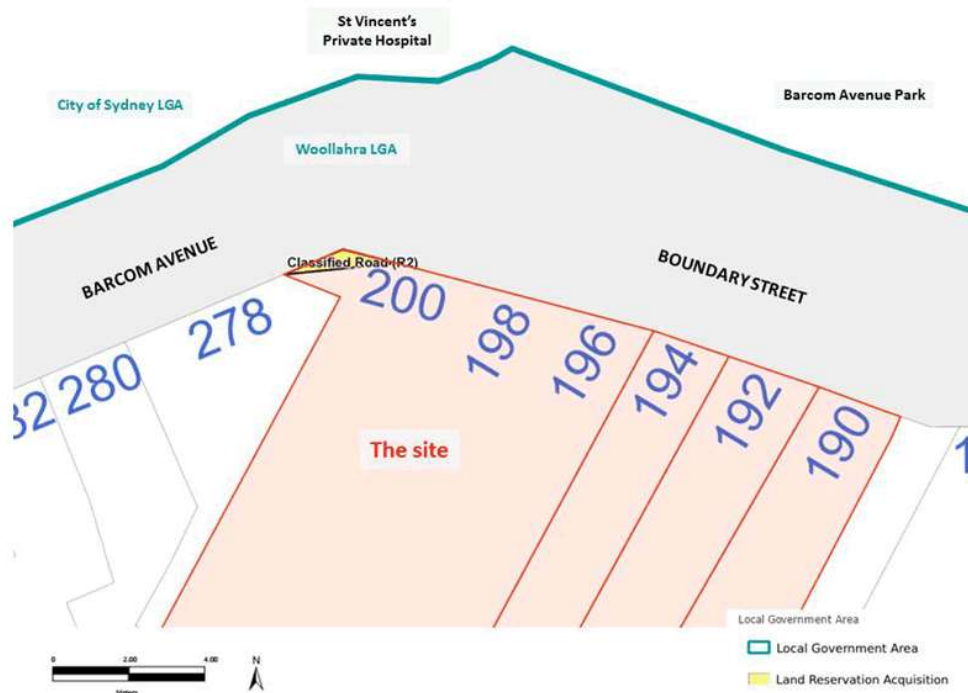 St Vincent's
Private Hospital
City of Sydney LGA
Barcom Avenue Park
Woollahra LGA
BARCOM AVENUE
BOUNDARY STREET
Classified Road (R2)
200
198
196
194
192
190
278
280
The site
0 2.00 4.00
N
Local Government Area
Local Government Area
Land Reservation Acquisition